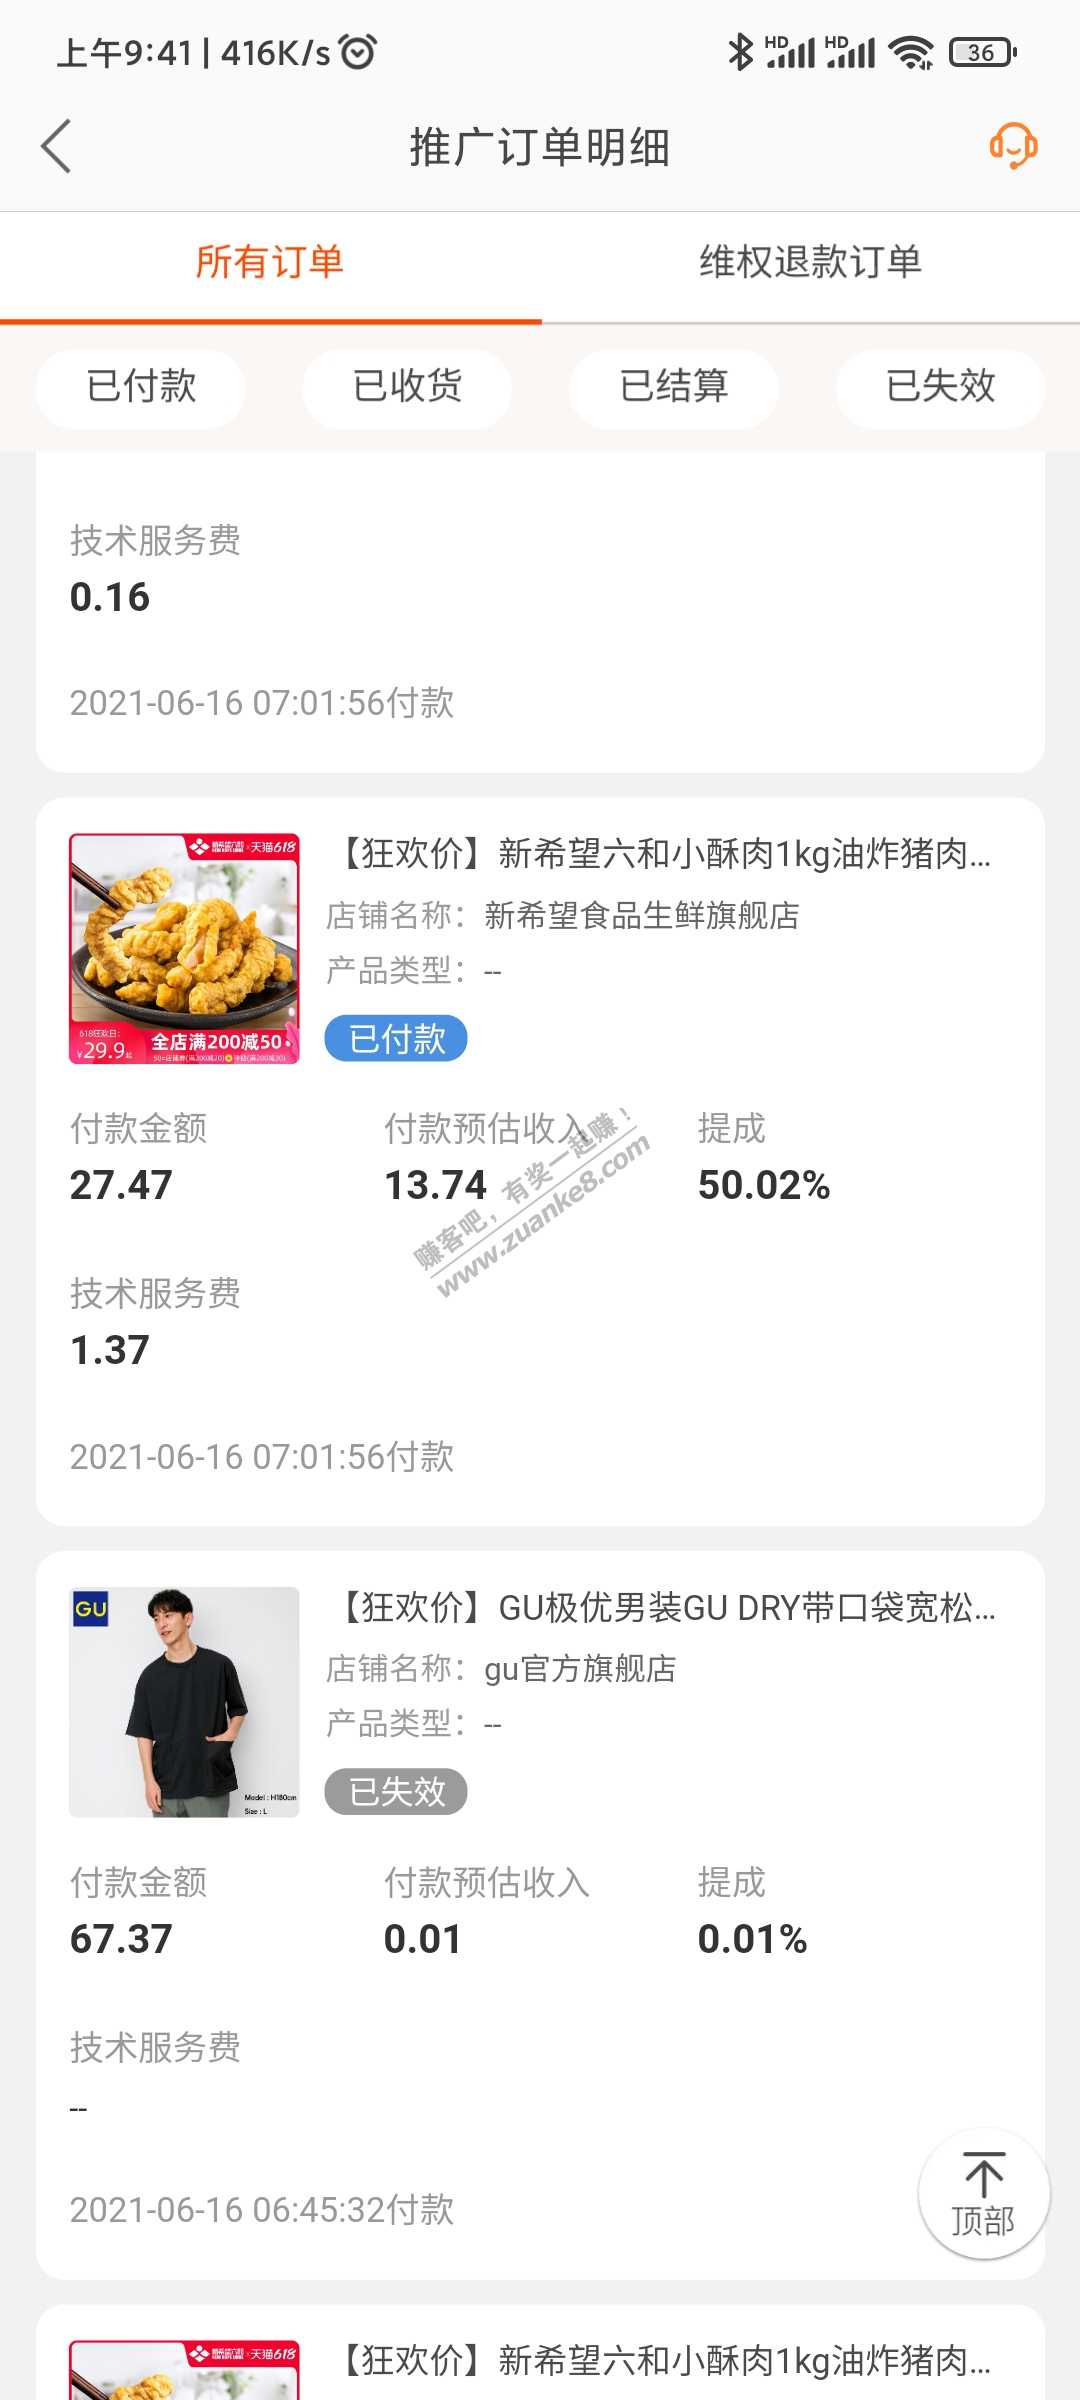 上午9:41 | 416K/s
HD HD 36
推广订单明细
所有订单 维权退款订单
已付款 已收货 已结算 已失效
技术服务费
0.16
2021-06-16 07:01:56付款
天猫618
618狂欢日:
¥29.9起
全店满200减50
【狂欢价】新希望六和小酥肉1kg油炸猪肉...
店铺名称：新希望食品生鲜旗舰店
产品类型：--
已付款
付款金额 付款预估收入 提成
27.47 13.74 50.02%
赚客吧，有奖一起赚！
www.zuanke8.com
技术服务费
1.37
2021-06-16 07:01:56付款
GU
Model : H180cm
Size : L
【狂欢价】GU极优男装GU DRY带口袋宽松...
店铺名称：gu官方旗舰店
产品类型：--
已失效
付款金额 付款预估收入 提成
67.37 0.01 0.01%
技术服务费
--
2021-06-16 06:45:32付款
顶部
天猫618
【狂欢价】新希望六和小酥肉1kg油炸猪肉...